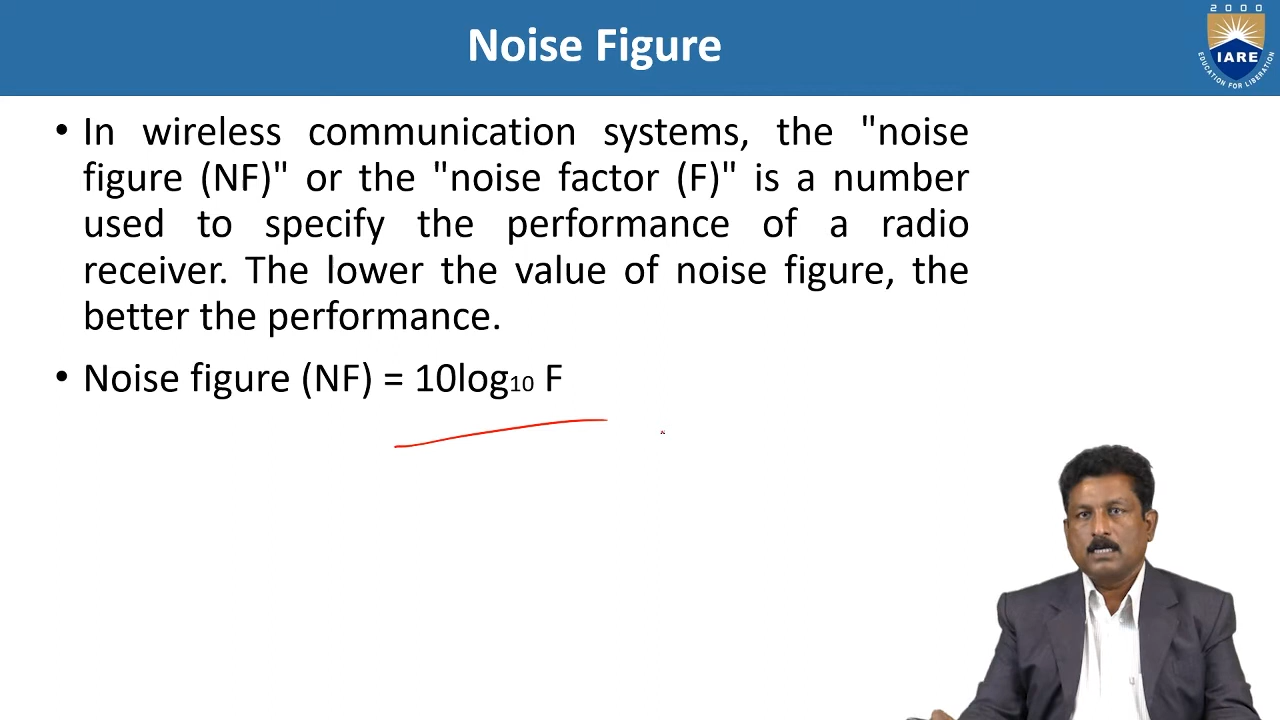 Noise Figure
2000
IARE
EDUCATION FOR LIBERATION
• In wireless communication systems, the "noise
figure (NF)" or the "noise factor (F)" is a number
used to specify the performance of a radio
receiver. The lower the value of noise figure, the
better the performance.
• Noise figure (NF) = 10log10 F